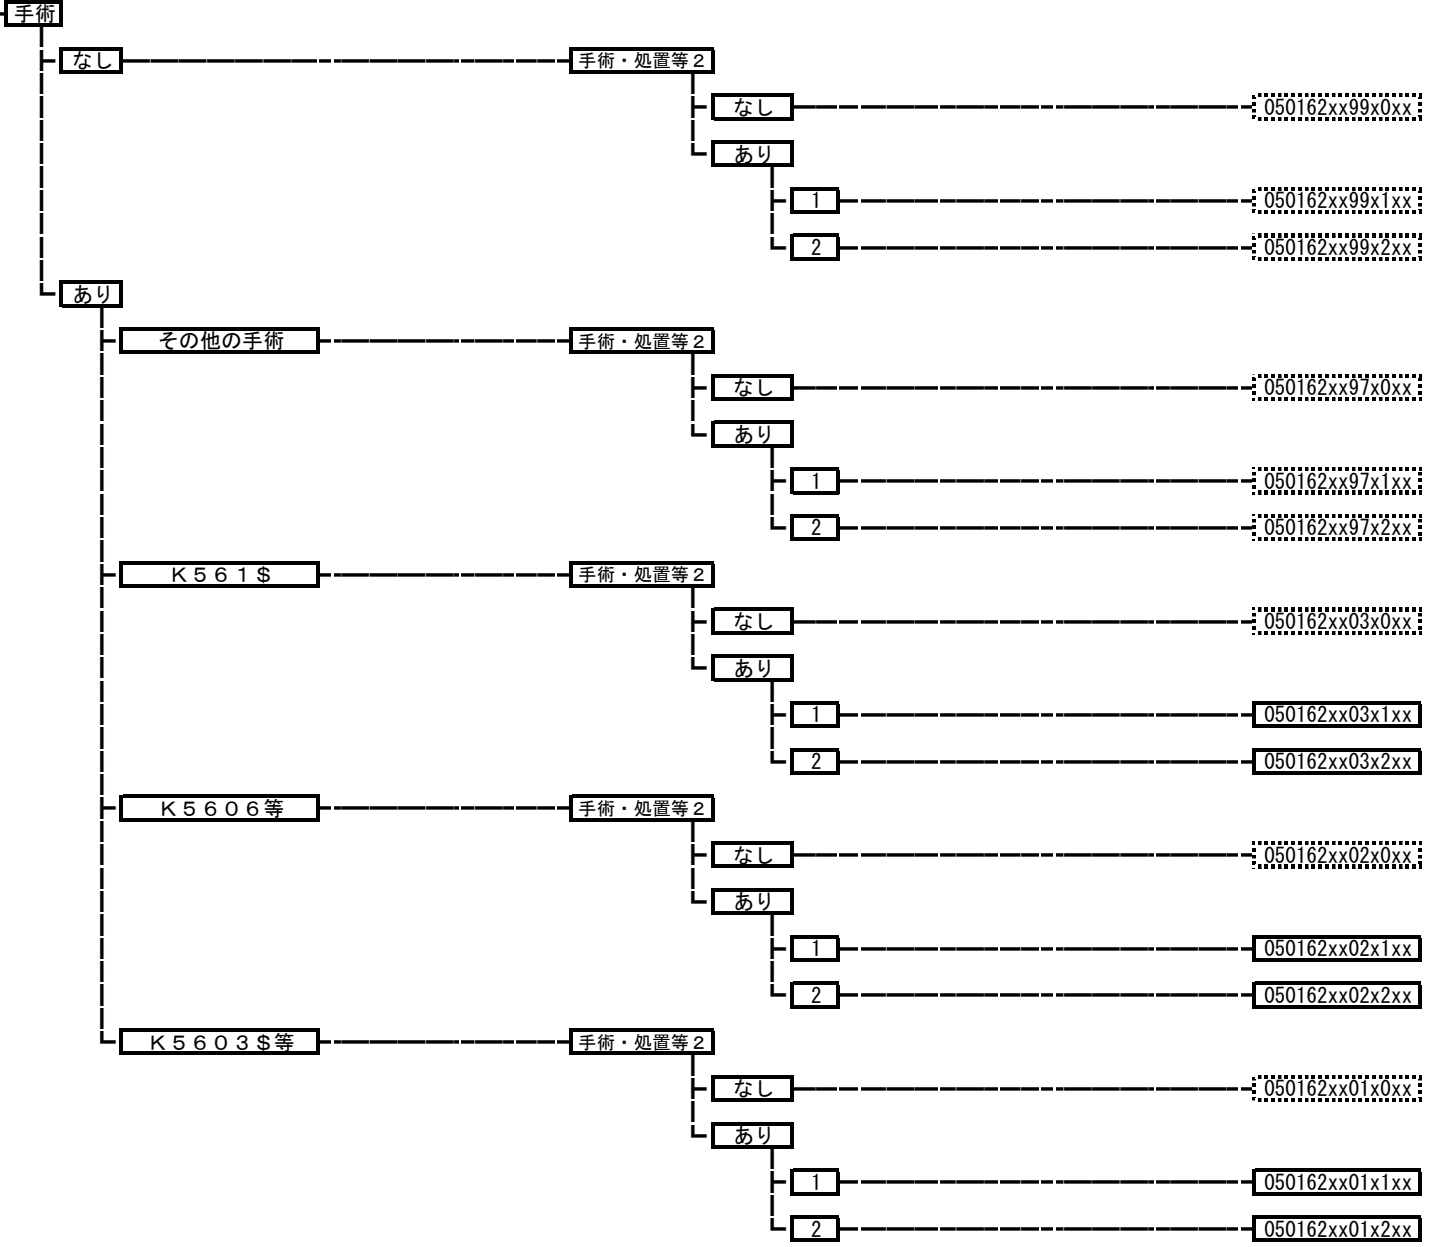 手術
なし 手術・処置等２
なし 050162xx99x0xx
あり
1 050162xx99x1xx
2 050162xx99x2xx
あり
その他の手術 手術・処置等２
なし 050162xx97x0xx
あり
1 050162xx97x1xx
2 050162xx97x2xx
Ｋ５６１＄ 手術・処置等２
なし 050162xx03x0xx
あり
1 050162xx03x1xx
2 050162xx03x2xx
Ｋ５６０６等 手術・処置等２
なし 050162xx02x0xx
あり
1 050162xx02x1xx
2 050162xx02x2xx
Ｋ５６０３＄等 手術・処置等２
なし 050162xx01x0xx
あり
1 050162xx01x1xx
2 050162xx01x2xx